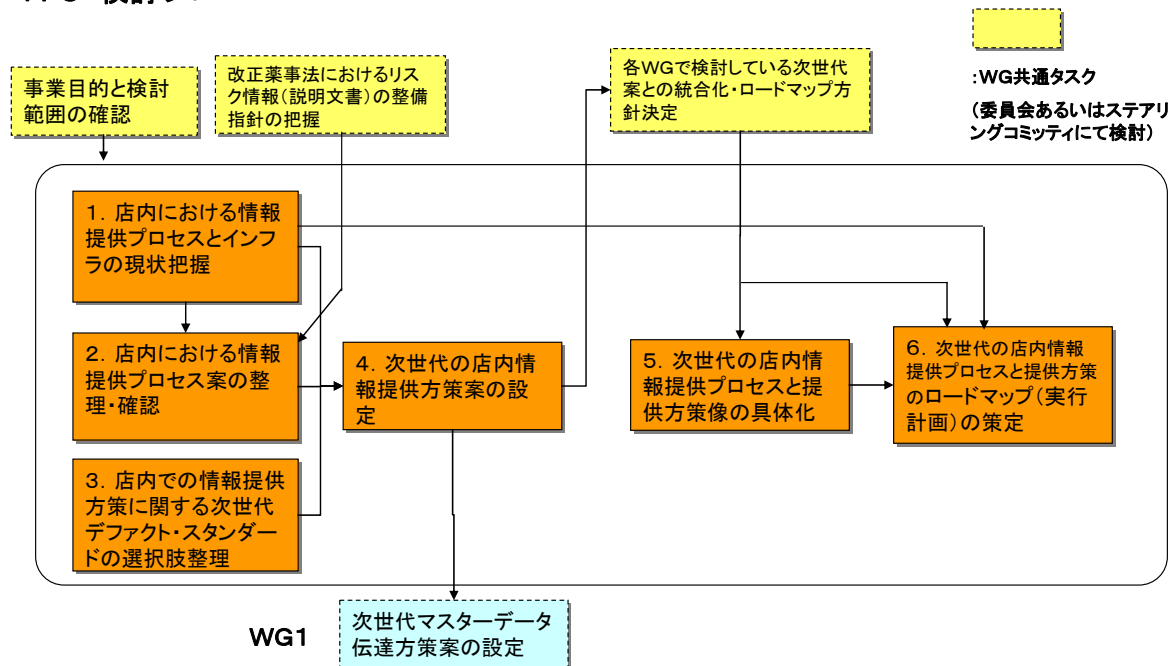 事業目的と検討
範囲の確認
改正薬事法におけるリス
ク情報(説明文書)の整備
指針の把握
各WGで検討している次世代
案との統合化・ロードマップ方
針決定
:WG共通タスク
(委員会あるいはステアリ
ングコミッティにて検討)
1．店内における情報
提供プロセスとインフ
ラの現状把握
2．店内における情報
提供プロセス案の整
理・確認
3．店内での情報提供
方策に関する次世代
デファクト・スタンダー
ドの選択肢整理
4．次世代の店内情
報提供方策案の設
定
5．次世代の店内情
報提供プロセスと提
供方策像の具体化
6．次世代の店内情報
提供プロセスと提供方策
のロードマップ(実行
計画)の策定
WG1
次世代マスターデータ
伝達方策案の設定